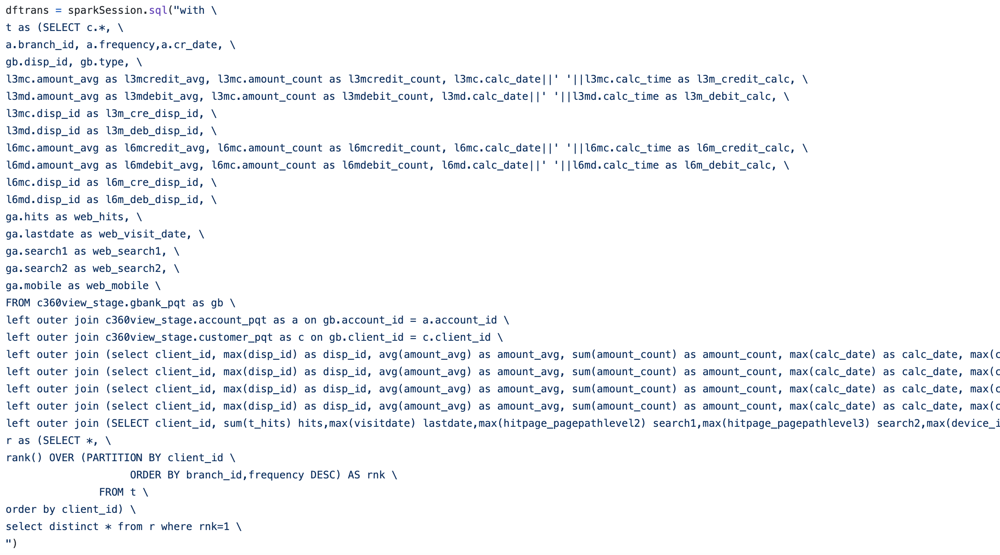 dftrans = sparkSession.sql("with \
t as (SELECT c.*, \
a.branch_id, a.frequency,a.cr_date, \
gb.disp_id, gb.type, \
l3mc.amount_avg as l3mcredit_avg, l3mc.amount_count as l3mcredit_count, l3mc.calc_date||' '||l3mc.calc_time as l3m_credit_calc, \
l3md.amount_avg as l3mdebit_avg, l3mc.amount_count as l3mdebit_count, l3md.calc_date||' '||l3md.calc_time as l3m_debit_calc, \
l3mc.disp_id as l3m_cre_disp_id, \
l3md.disp_id as l3m_deb_disp_id, \
l6mc.amount_avg as l6mcredit_avg, l6mc.amount_count as l6mcredit_count, l6mc.calc_date||' '||l6mc.calc_time as l6m_credit_calc, \
l6md.amount_avg as l6mdebit_avg, l6mc.amount_count as l6mdebit_count, l6md.calc_date||' '||l6md.calc_time as l6m_debit_calc, \
l6mc.disp_id as l6m_cre_disp_id, \
l6md.disp_id as l6m_deb_disp_id, \
ga.hits as web_hits, \
ga.lastdate as web_visit_date, \
ga.search1 as web_search1, \
ga.search2 as web_search2, \
ga.mobile as web_mobile \
FROM c360view_stage.gbank_pqt as gb \
left outer join c360view_stage.account_pqt as a on gb.account_id = a.account_id \
left outer join c360view_stage.customer_pqt as c on gb.client_id = c.client_id \
left outer join (select client_id, max(disp_id) as disp_id, avg(amount_avg) as amount_avg, sum(amount_count) as amount_count, max(calc_date) as calc_date, max(c
left outer join (select client_id, max(disp_id) as disp_id, avg(amount_avg) as amount_avg, sum(amount_count) as amount_count, max(calc_date) as calc_date, max(c
left outer join (select client_id, max(disp_id) as disp_id, avg(amount_avg) as amount_avg, sum(amount_count) as amount_count, max(calc_date) as calc_date, max(c
left outer join (select client_id, max(disp_id) as disp_id, avg(amount_avg) as amount_avg, sum(amount_count) as amount_count, max(calc_date) as calc_date, max(c
left outer join (SELECT client_id, sum(t_hits) hits,max(visitdate) lastdate,max(hitpage_pagepathlevel2) search1,max(hitpage_pagepathlevel3) search2,max(device_i
r as (SELECT *, \
rank() OVER (PARTITION BY client_id \
ORDER BY branch_id,frequency DESC) AS rnk \
FROM t \
order by client_id) \
select distinct * from r where rnk=1 \
")